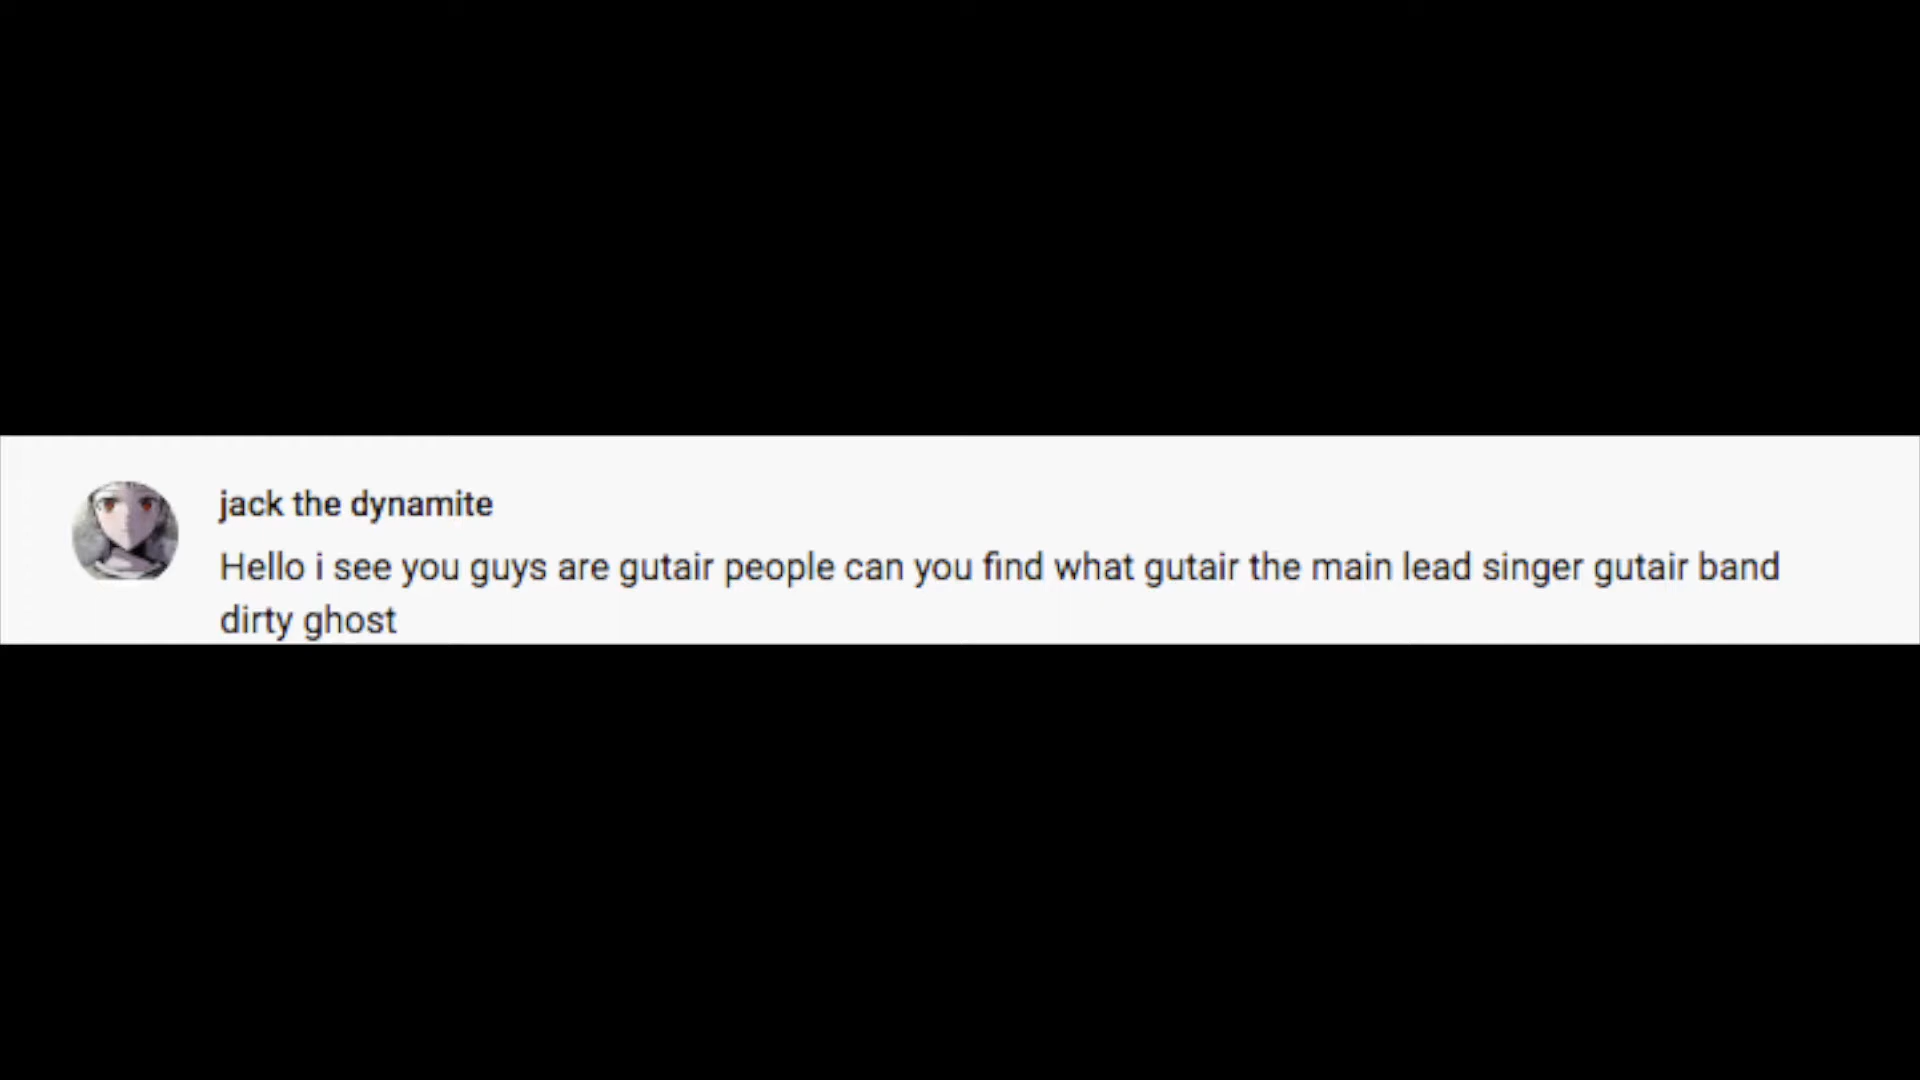 jack the dynamite
Hello i see you guys are gutair people can you find what gutair the main lead singer gutair band
dirty ghost